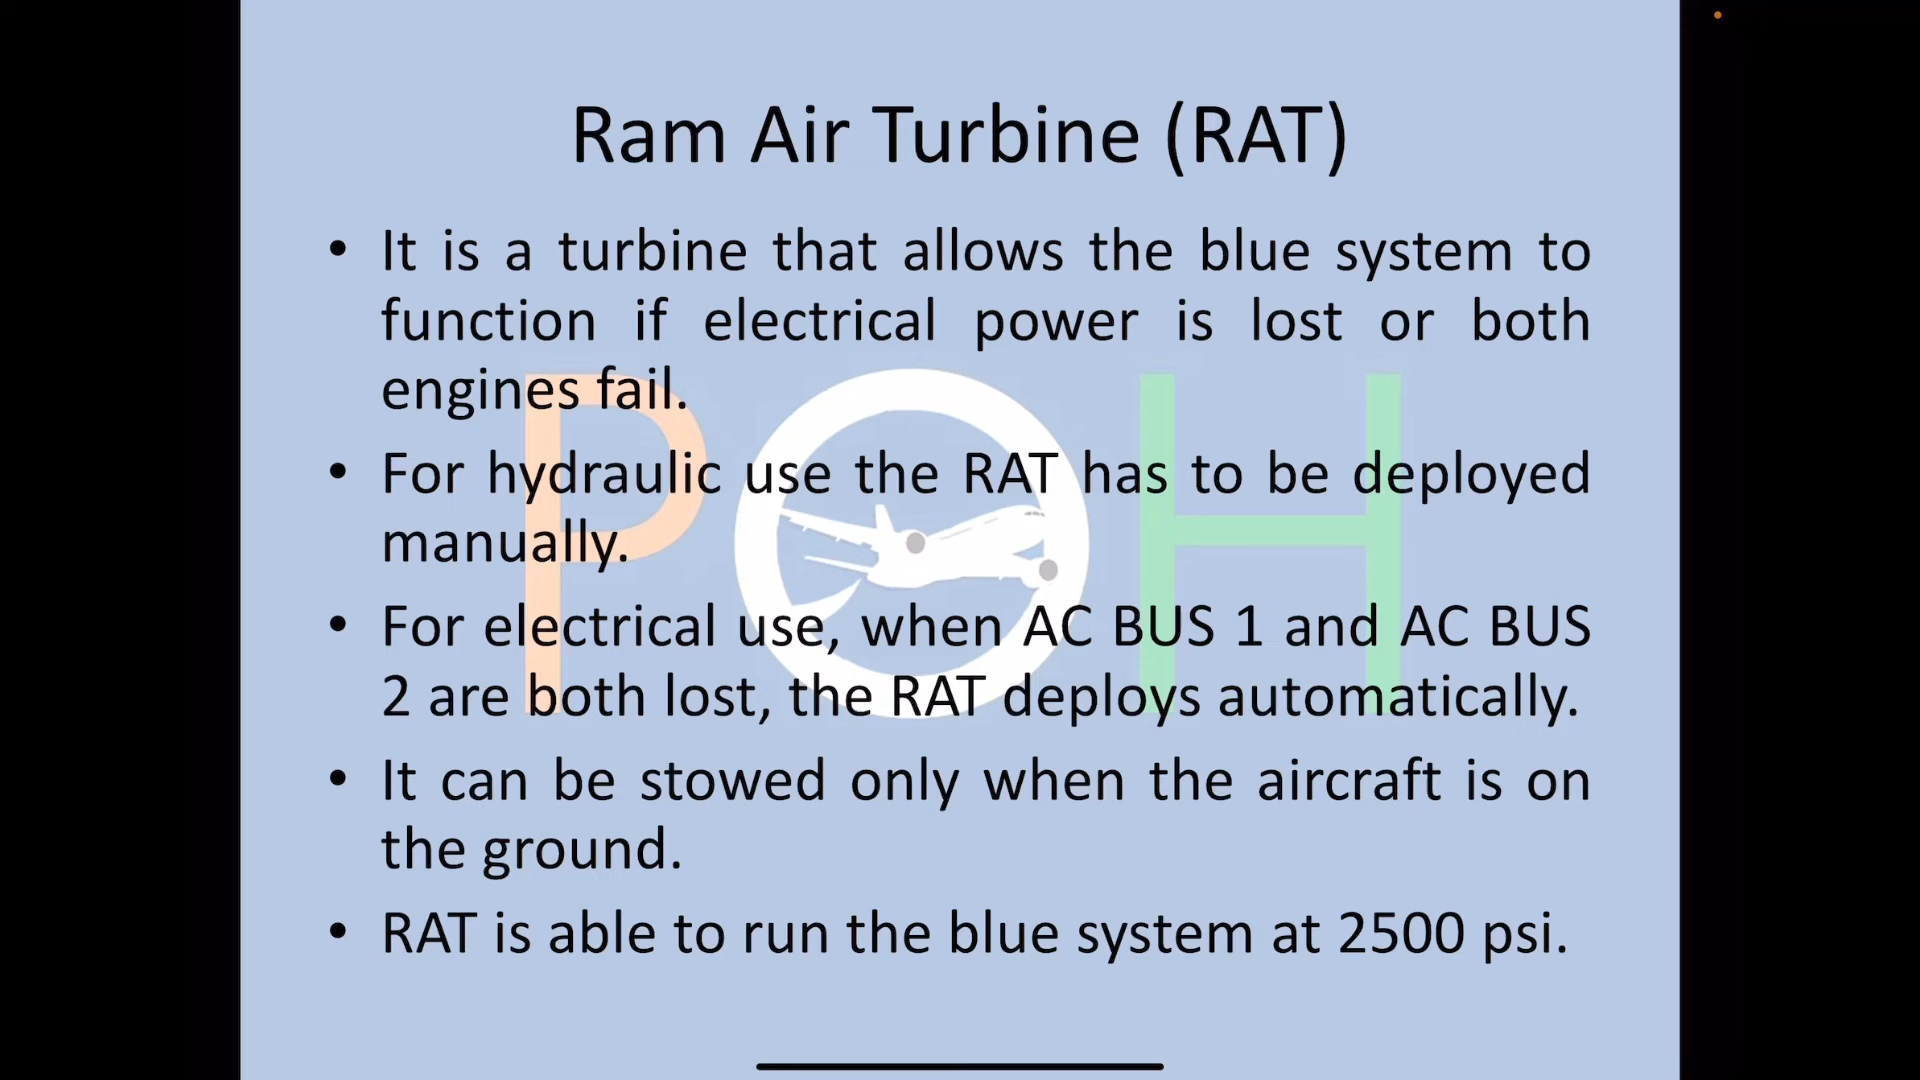 Ram Air Turbine (RAT)
• It is a turbine that allows the blue system to
function if electrical power is lost or both
engines fail.
• For hydraulic use the RAT has to be deployed
manually.
• For electrical use, when AC BUS 1 and AC BUS
2 are both lost, the RAT deploys automatically.
• It can be stowed only when the aircraft is on
the ground.
• RAT is able to run the blue system at 2500 psi.
POH